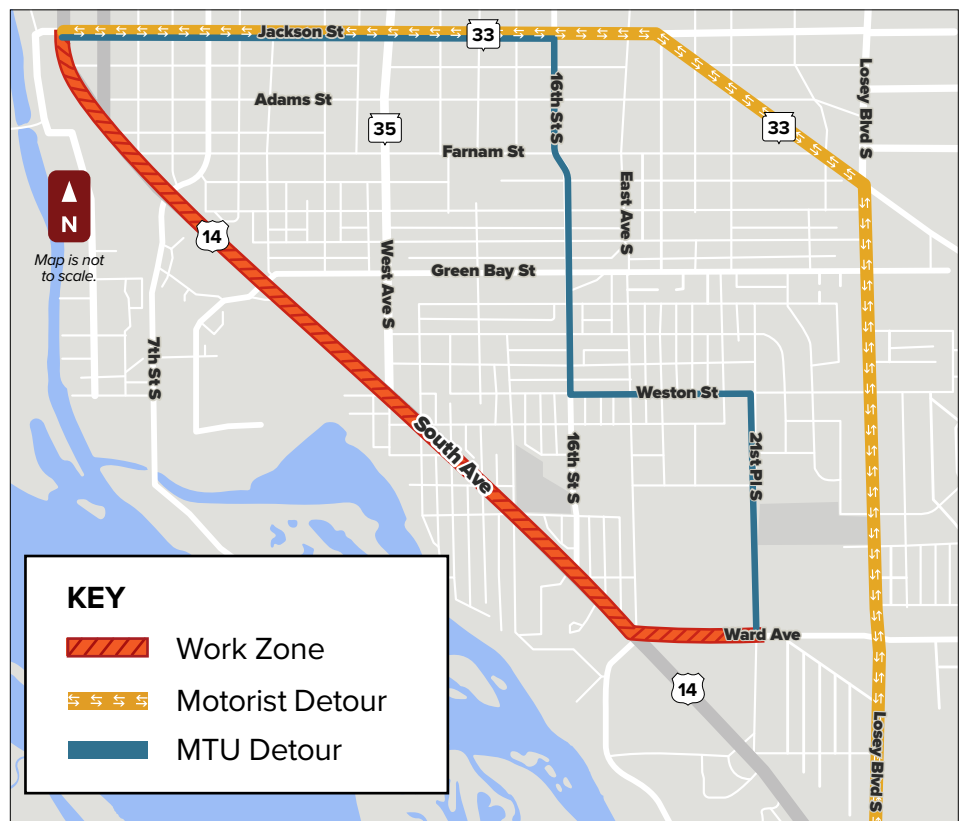 Jackson St
33
Adams St
35
16th St S
Losey Blvd S
33
Farnam St
East Ave S
N
Map is not
to scale.
14
West Ave S
Green Bay St
7th St S
Weston St
South Ave
16th St S
21st Pl S
Ward Ave
14
Losey Blvd S
KEY
Work Zone
Motorist Detour
MTU Detour